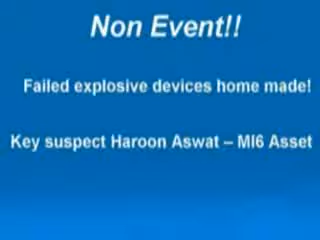 Non Event!!
Failed explosive devices home made!
Key suspect Haroon Aswat – MI6 Asset